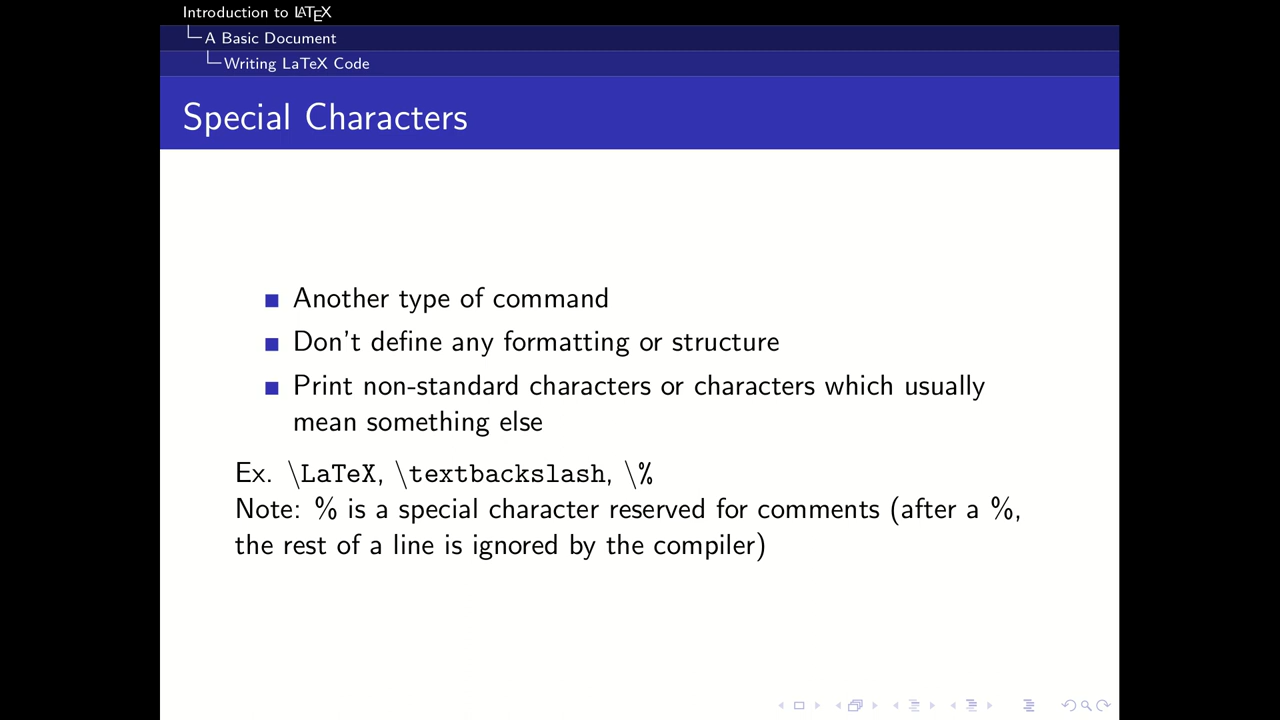 Introduction to LATEX
A Basic Document
Writing LaTeX Code
Special Characters
Another type of command
Don't define any formatting or structure
Print non-standard characters or characters which usually
mean something else
Ex. \LaTeX, \textbackslash, \%
Note: % is a special character reserved for comments (after a %,
the rest of a line is ignored by the compiler)